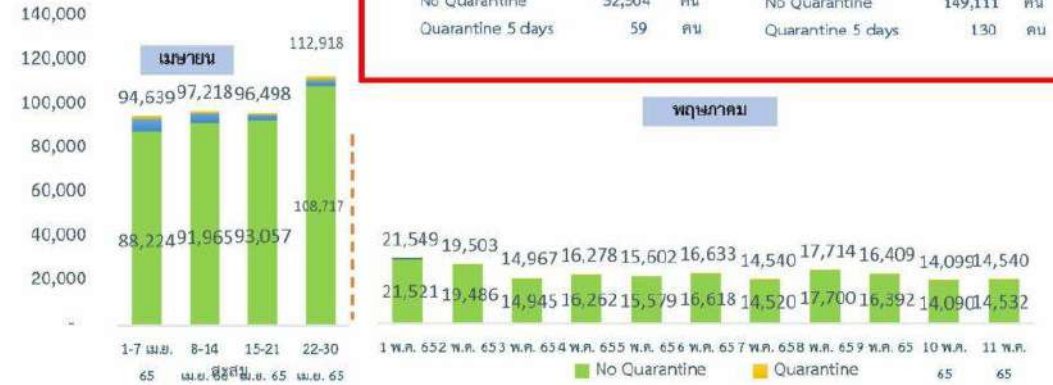 No Quarantine 32,304 คน No Quarantine 149,111 คน
Quarantine 5 days 59 คน Quarantine 5 days 130 คน
140,000
120,000
100,000
80,000
60,000
40,000
20,000
-
เมษายน
94,639 97,218 96,498 112,918
88,224 91,965 93,057 108,717
1-7 เม.ย. 65 8-14 เม.ย. 65 15-21 เม.ย. 65 22-30 เม.ย. 65
สะสม
พฤษภาคม
21,549 19,503 14,967 16,278 15,602 16,633 14,540 17,714 16,409 14,099 14,540
21,521 19,486 14,945 16,262 15,579 16,618 14,520 17,700 16,392 14,090 14,532
1 พ.ค. 65 2 พ.ค. 65 3 พ.ค. 65 4 พ.ค. 65 5 พ.ค. 65 6 พ.ค. 65 7 พ.ค. 65 8 พ.ค. 65 9 พ.ค. 65 10 พ.ค. 65 11 พ.ค. 65
No Quarantine Quarantine